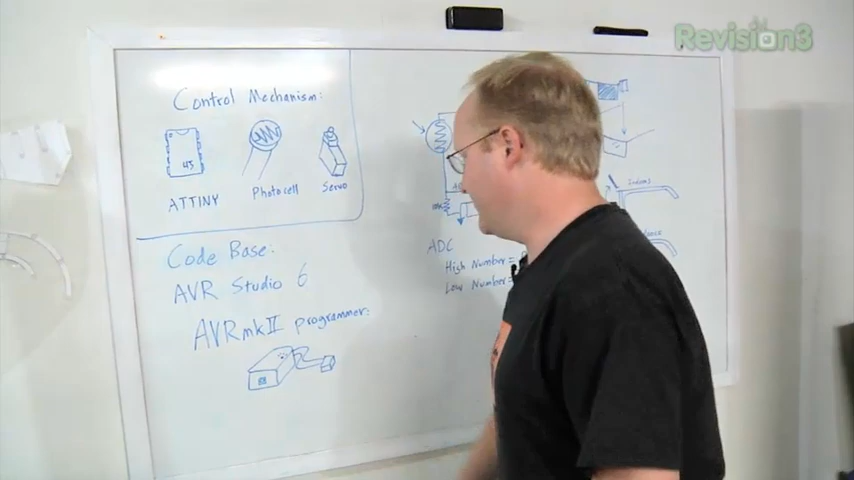 Revision3
Control Mechanism:
45
ATTINY
Photocell
Servo
Code Base:
AVR Studio 6
AVRmkII programmer:
ADC
High Number=
Low Number=